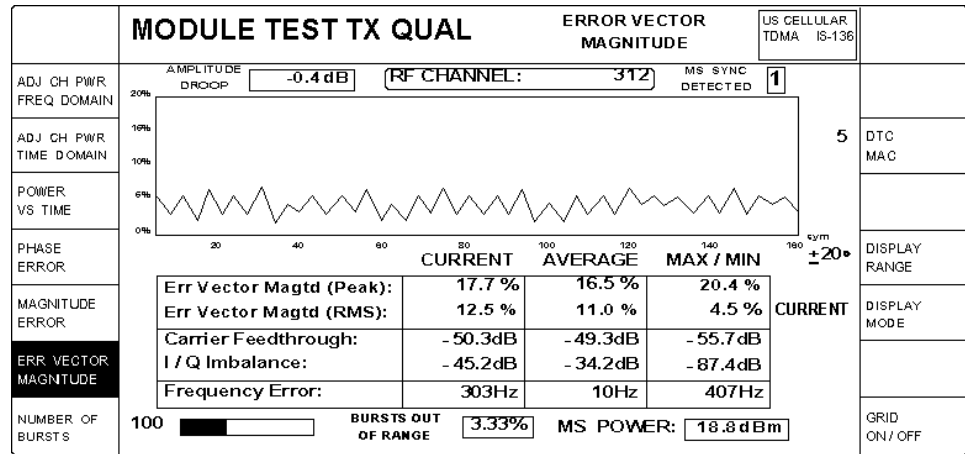 MODULE TEST TX QUAL
ERROR VECTOR
MAGNITUDE
US CELLULAR
TDMA IS-136
ADJ CH PWR
FREQ DOMAIN
ADJ CH PWR
TIME DOMAIN
POWER
VS TIME
PHASE
ERROR
MAGNITUDE
ERROR
ERR VECTOR
MAGNITUDE
NUMBER OF
BURSTS
AMPLITUDE
DROOP
-0.4dB
RF CHANNEL: 312
MS SYNC
DETECTED
1
20%
16%
10%
6%
0%
20 40 60 80 100 120 140 160 sym
5
±20°
CURRENT AVERAGE MAX / MIN
Err Vector Magtd (Peak): 17.7 % 16.5 % 20.4 %
Err Vector Magtd (RMS): 12.5 % 11.0 % 4.5 %
CURRENT
Carrier Feedthrough: -50.3dB -49.3dB -55.7dB
I / Q Imbalance: -45.2dB -34.2dB -87.4dB
Frequency Error: 303Hz 10Hz 407Hz
100
BURSTS OUT
OF RANGE
3.33%
MS POWER: 18.8dBm
DTC
MAC
DISPLAY
RANGE
DISPLAY
MODE
GRID
ON / OFF